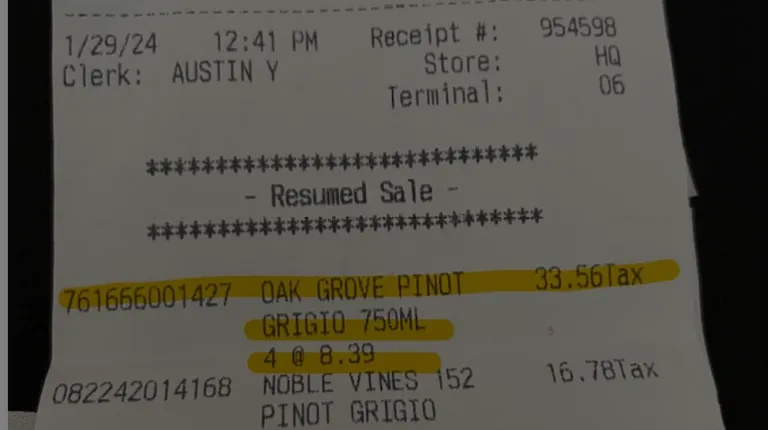 1/29/24 12:41 PM Receipt #: 954598
Clerk: AUSTIN Y Store: HQ
Terminal: 06
*****************************
- Resumed Sale -
*****************************
761666001427 OAK GROVE PINOT 33.56Tax
GRIGIO 750ML
4 @ 8.39
082242014168 NOBLE VINES 152 16.78Tax
PINOT GRIGIO